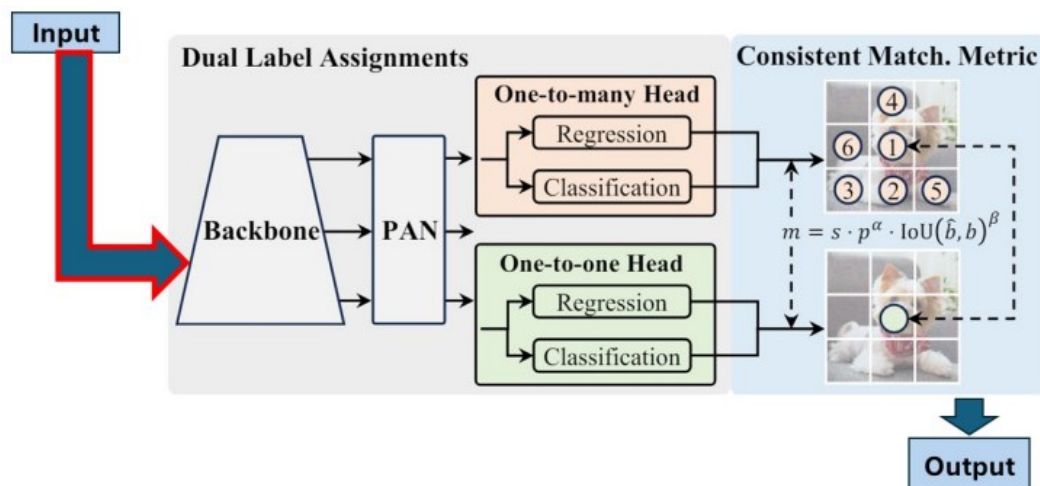 Input
Dual Label Assignments
Consistent Match. Metric
One-to-many Head
Regression
Classification
Backbone
PAN
One-to-one Head
Regression
Classification
4
6 1
3 2 5
m = s · p^α · IoU(b̂, b)^β
Output